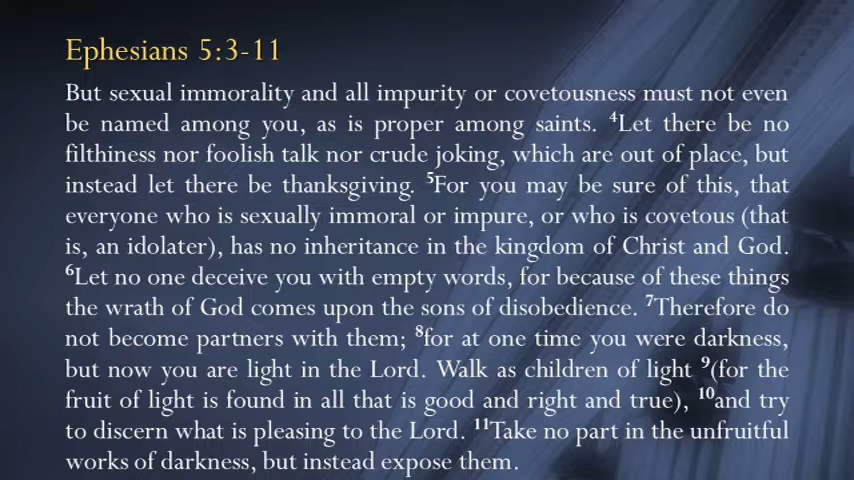 Ephesians 5:3-11
But sexual immorality and all impurity or covetousness must not even
be named among you, as is proper among saints. ⁴Let there be no
filthiness nor foolish talk nor crude joking, which are out of place, but
instead let there be thanksgiving. ⁵For you may be sure of this, that
everyone who is sexually immoral or impure, or who is covetous (that
is, an idolater), has no inheritance in the kingdom of Christ and God.
⁶Let no one deceive you with empty words, for because of these things
the wrath of God comes upon the sons of disobedience. ⁷Therefore do
not become partners with them; ⁸for at one time you were darkness,
but now you are light in the Lord. Walk as children of light ⁹(for the
fruit of light is found in all that is good and right and true), ¹⁰and try
to discern what is pleasing to the Lord. ¹¹Take no part in the unfruitful
works of darkness, but instead expose them.